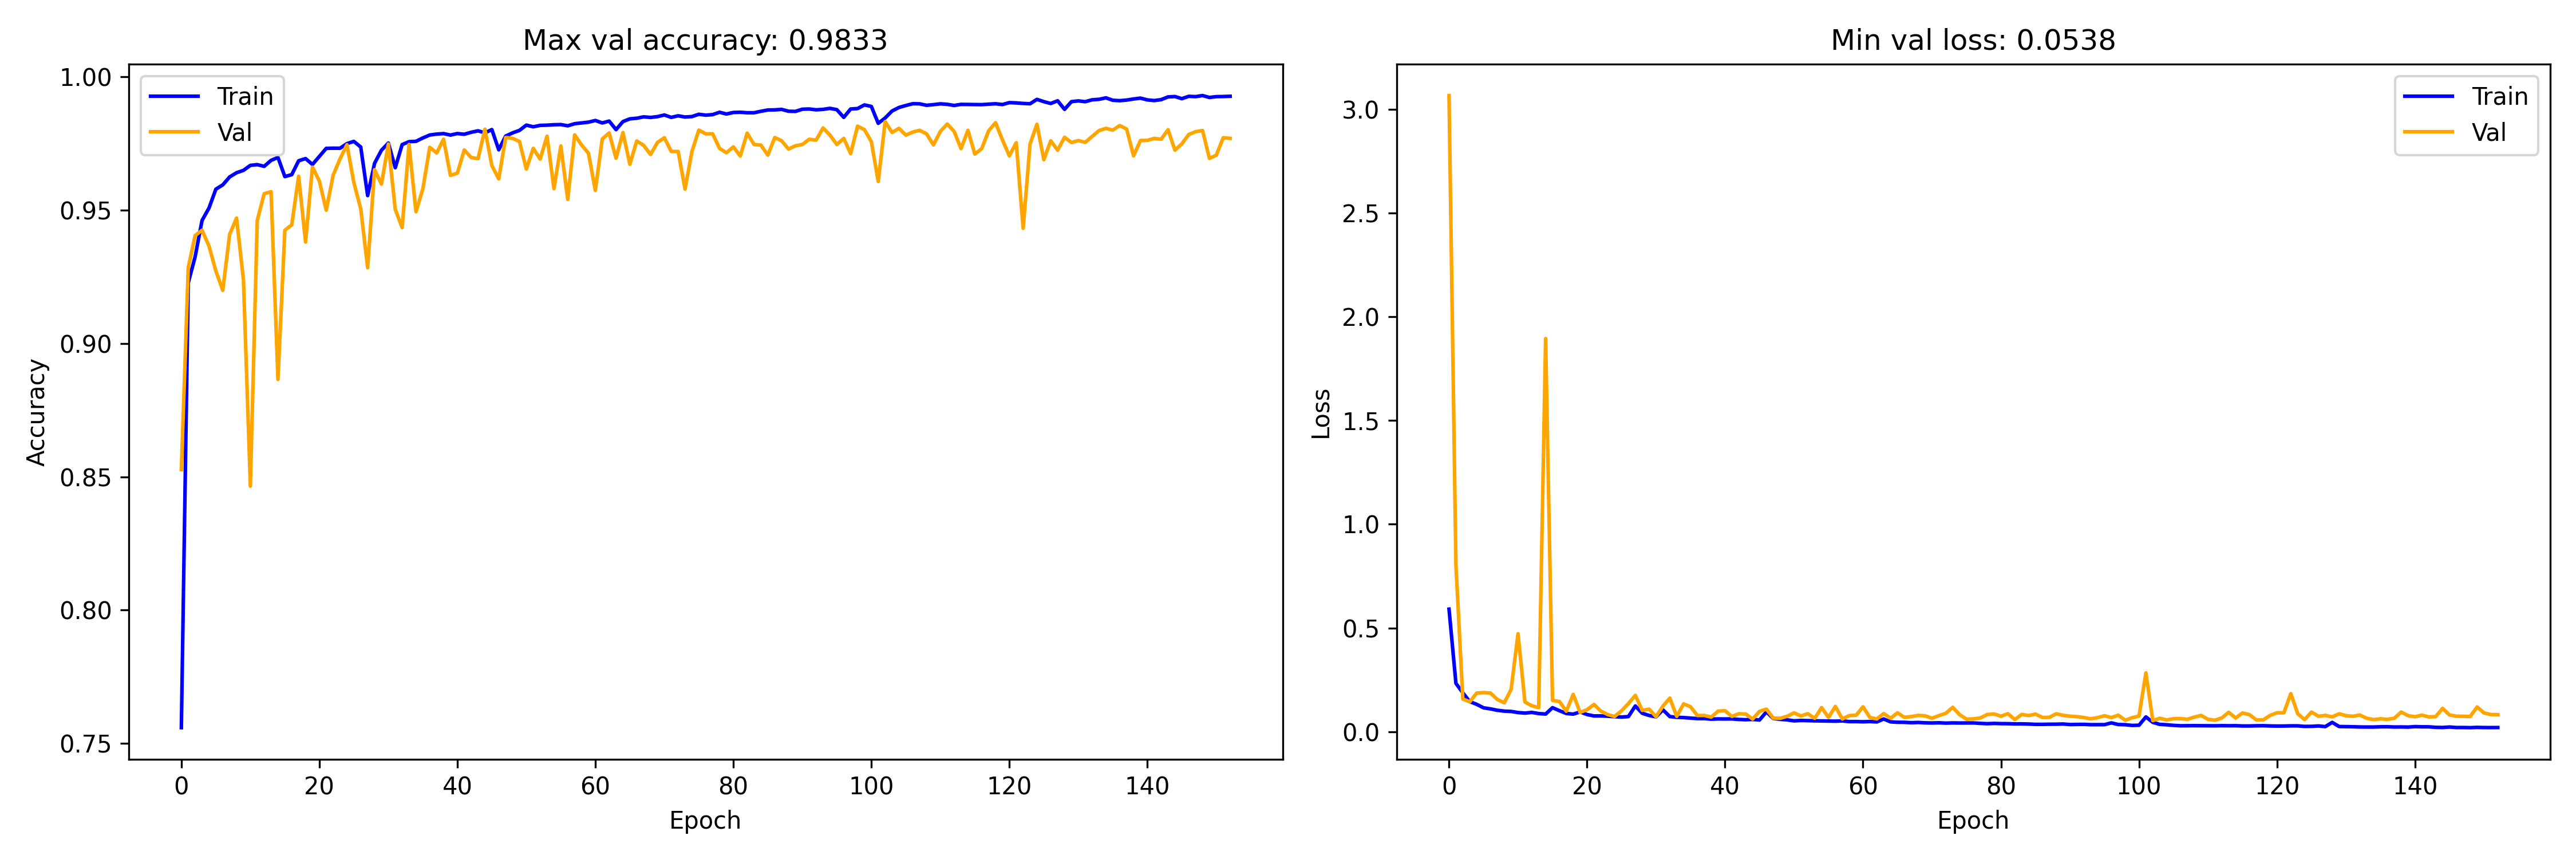 Max val accuracy: 0.9833
1.00
0.95
0.90
0.85
0.80
0.75
Accuracy
Train
Val
0 20 40 60 80 100 120 140
Epoch
Min val loss: 0.0538
3.0
2.5
2.0
1.5
1.0
0.5
0.0
Loss
Train
Val
0 20 40 60 80 100 120 140
Epoch